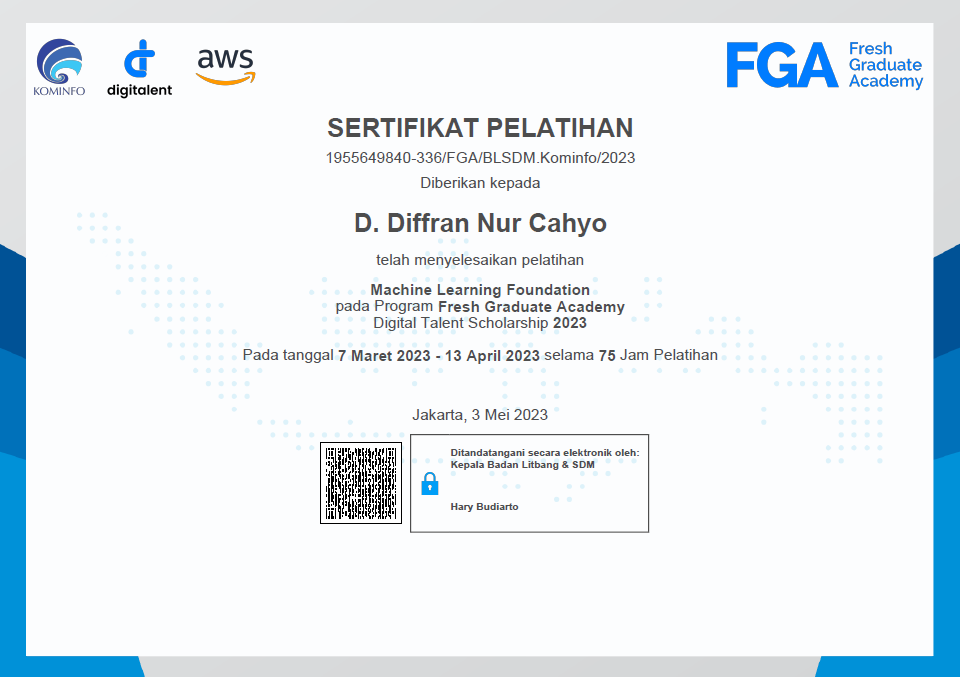 KOMINFO
digitalent
aws
FGA
Fresh
Graduate
Academy
SERTIFIKAT PELATIHAN
1955649840-336/FGA/BLSDM.Kominfo/2023
Diberikan kepada
D. Diffran Nur Cahyo
telah menyelesaikan pelatihan
Machine Learning Foundation
pada Program Fresh Graduate Academy
Digital Talent Scholarship 2023
Pada tanggal 7 Maret 2023 - 13 April 2023 selama 75 Jam Pelatihan
Jakarta, 3 Mei 2023
Ditandatangani secara elektronik oleh:
Kepala Badan Litbang & SDM
Hary Budiarto